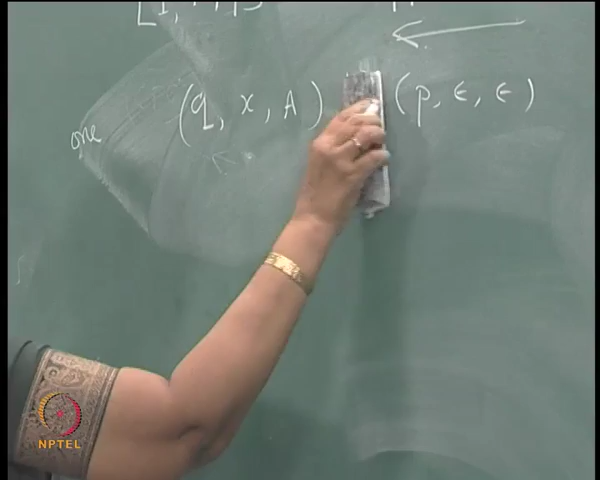 one (q, x, A) (p, ϵ, ϵ)
NPTEL